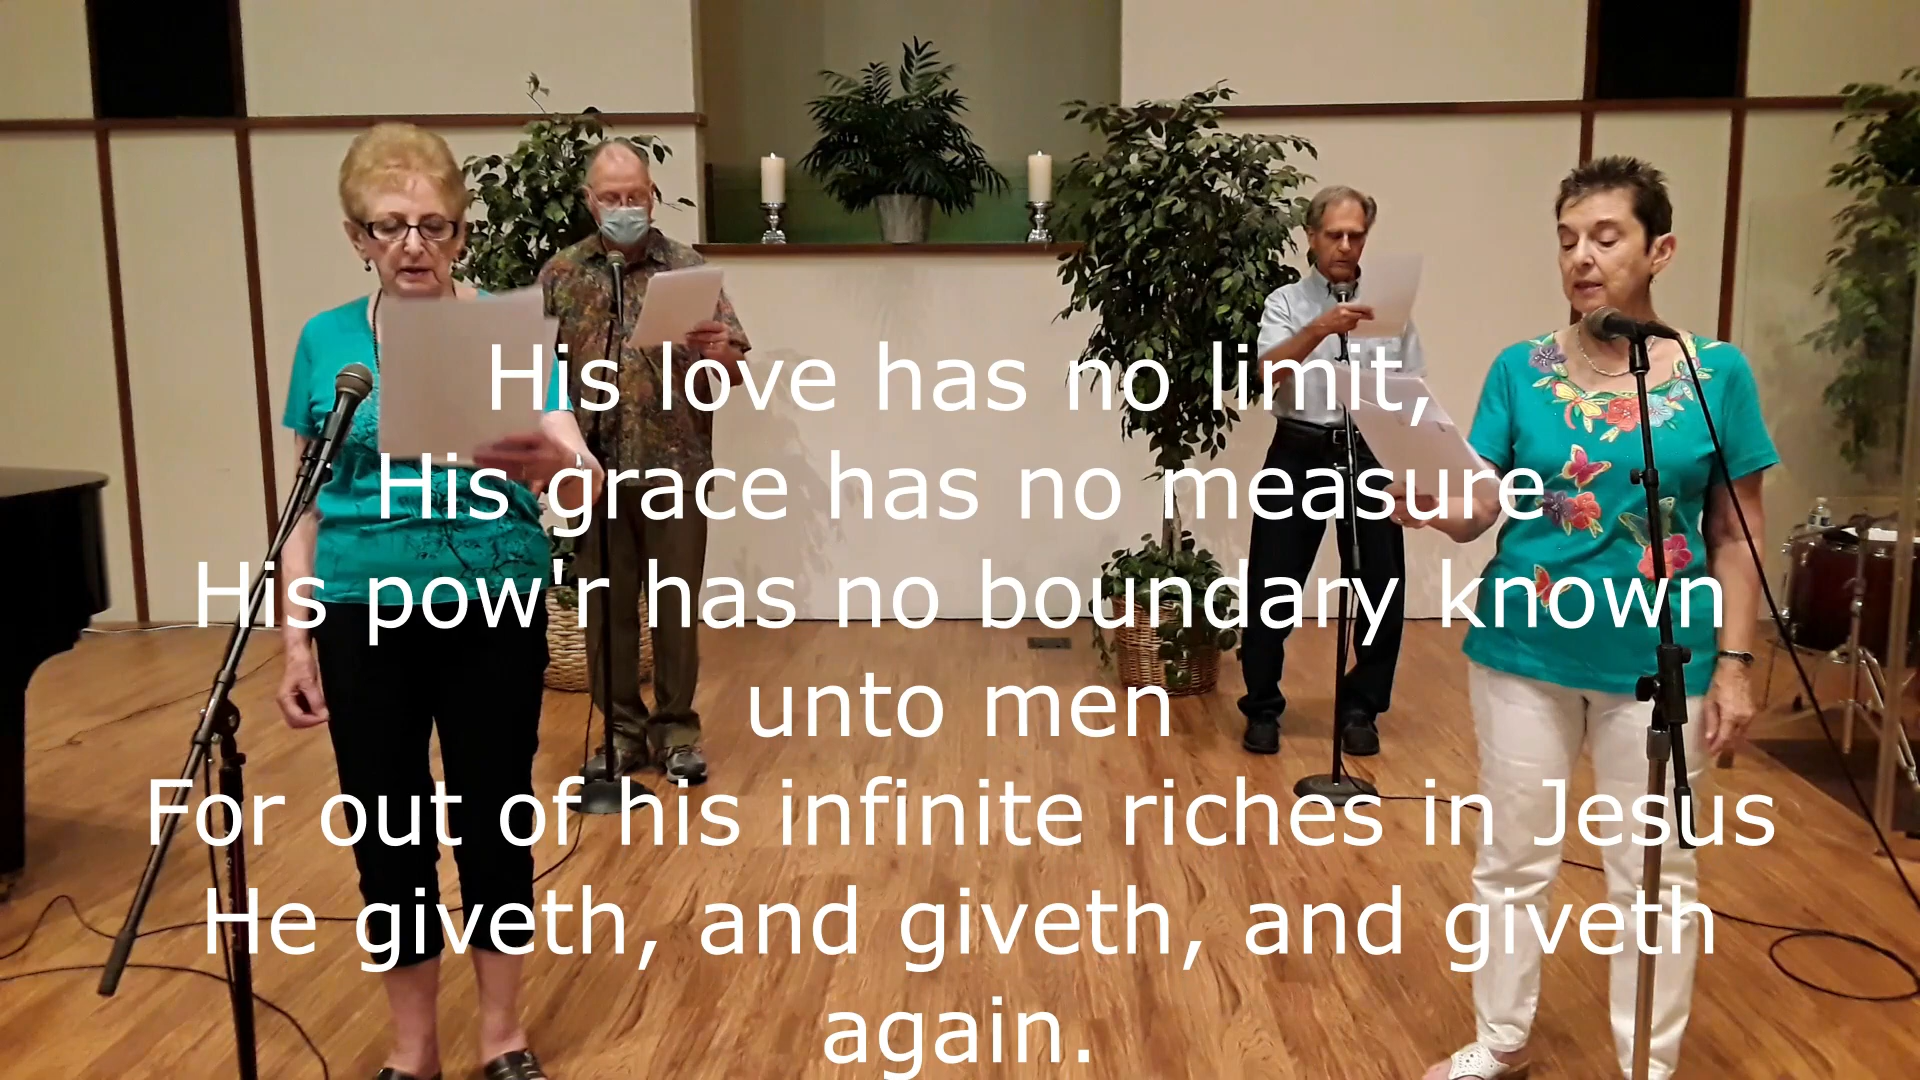 His love has no limit,
His grace has no measure
His pow'r has no boundary known
unto men
For out of his infinite riches in Jesus
He giveth, and giveth, and giveth
again.